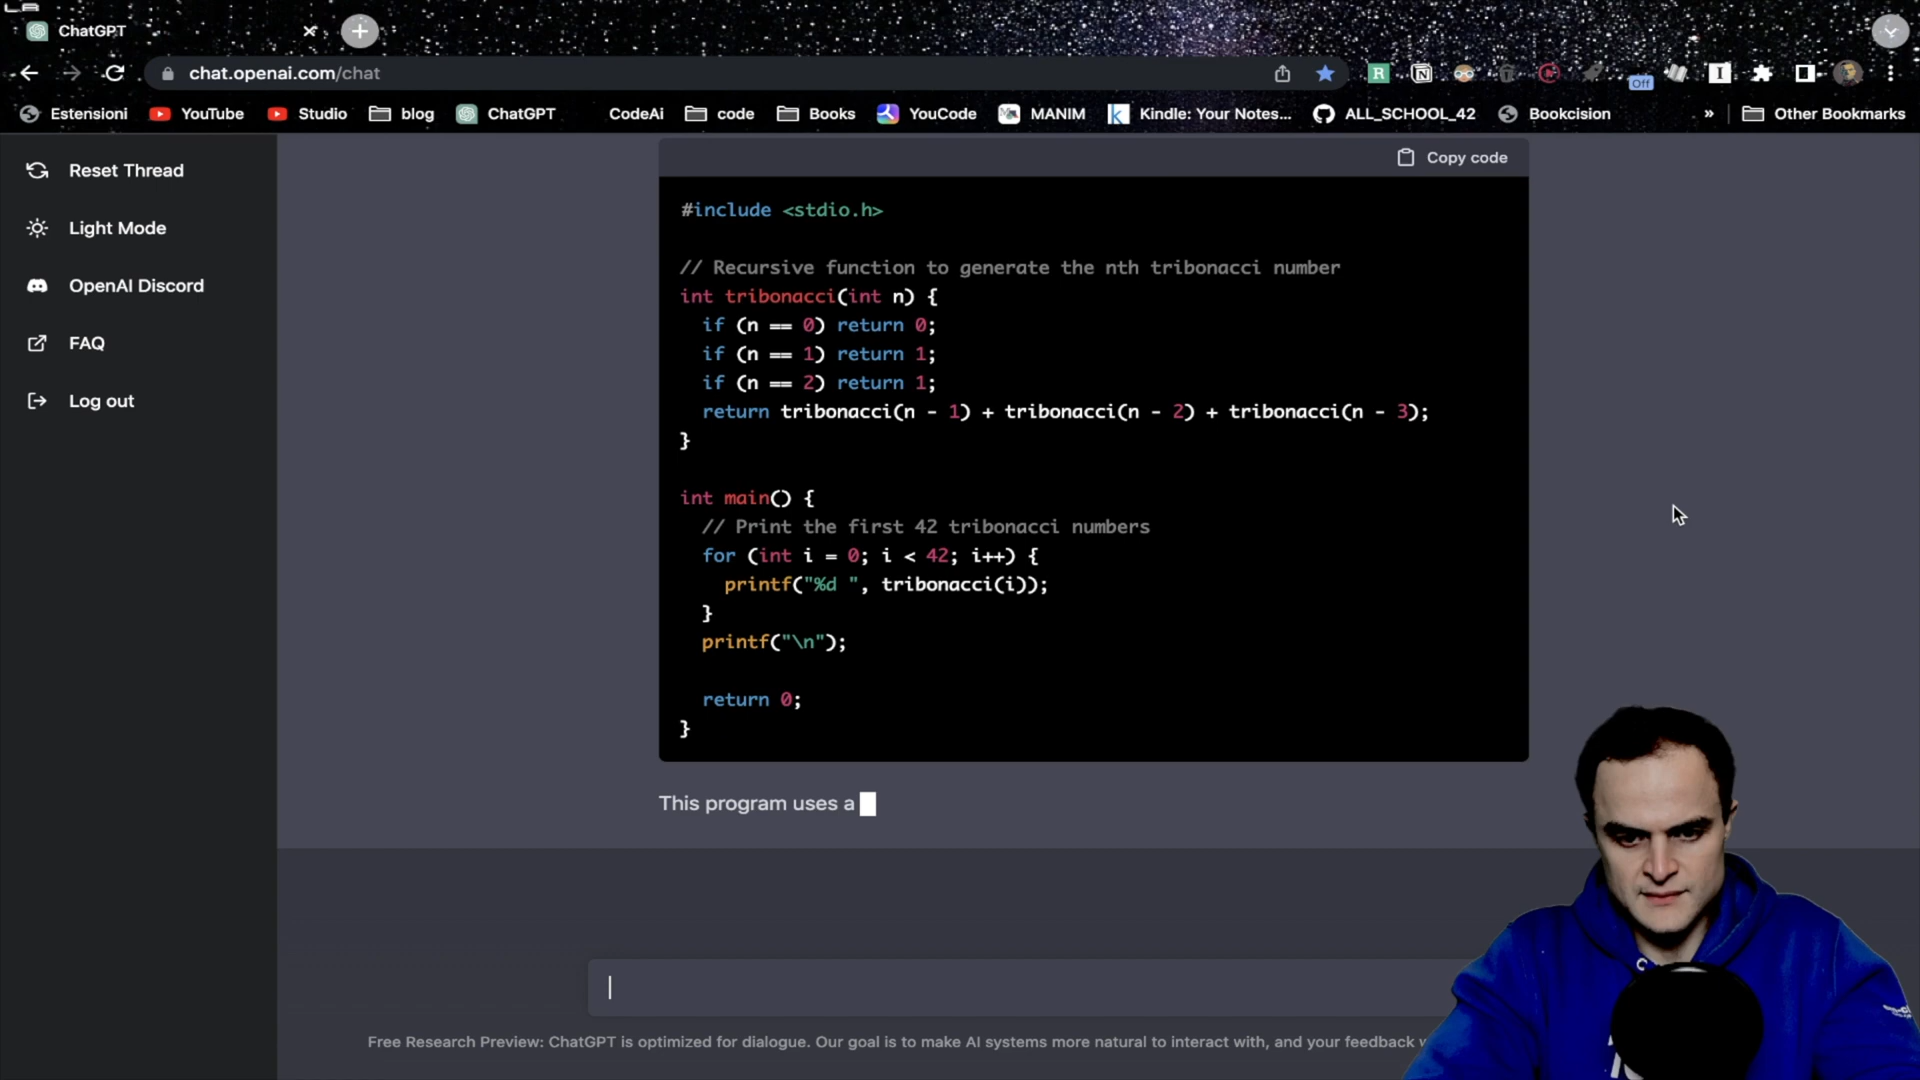 ChatGPT
chat.openai.com/chat
Off
Estensioni YouTube Studio blog ChatGPT CodeAi code Books YouCode MANIM Kindle: Your Notes... ALL_SCHOOL_42 Bookcision » Other Bookmarks
Reset Thread
Light Mode
OpenAI Discord
FAQ
Log out
Copy code
#include <stdio.h>
// Recursive function to generate the nth tribonacci number
int tribonacci(int n) {
if (n == 0) return 0;
if (n == 1) return 1;
if (n == 2) return 1;
return tribonacci(n - 1) + tribonacci(n - 2) + tribonacci(n - 3);
}
int main() {
// Print the first 42 tribonacci numbers
for (int i = 0; i < 42; i++) {
printf("%d ", tribonacci(i));
}
printf("\n");
return 0;
}
This program uses a
Free Research Preview: ChatGPT is optimized for dialogue. Our goal is to make AI systems more natural to interact with, and your feedback